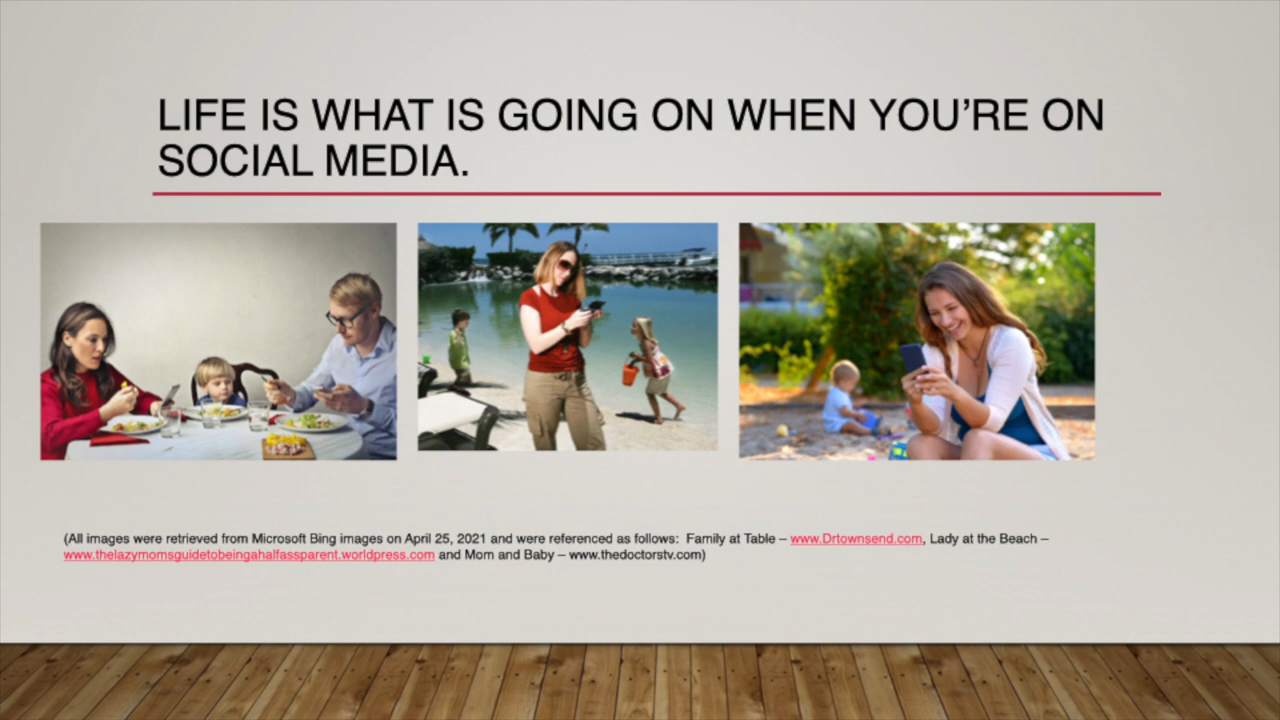 LIFE IS WHAT IS GOING ON WHEN YOU’RE ON
SOCIAL MEDIA.
(All images were retrieved from Microsoft Bing images on April 25, 2021 and were referenced as follows:  Family at Table – www.Drtownsend.com, Lady at the Beach –
www.thelazymomsguidetobeingahalfassparent.worldpress.com and Mom and Baby – www.thedoctorstv.com)